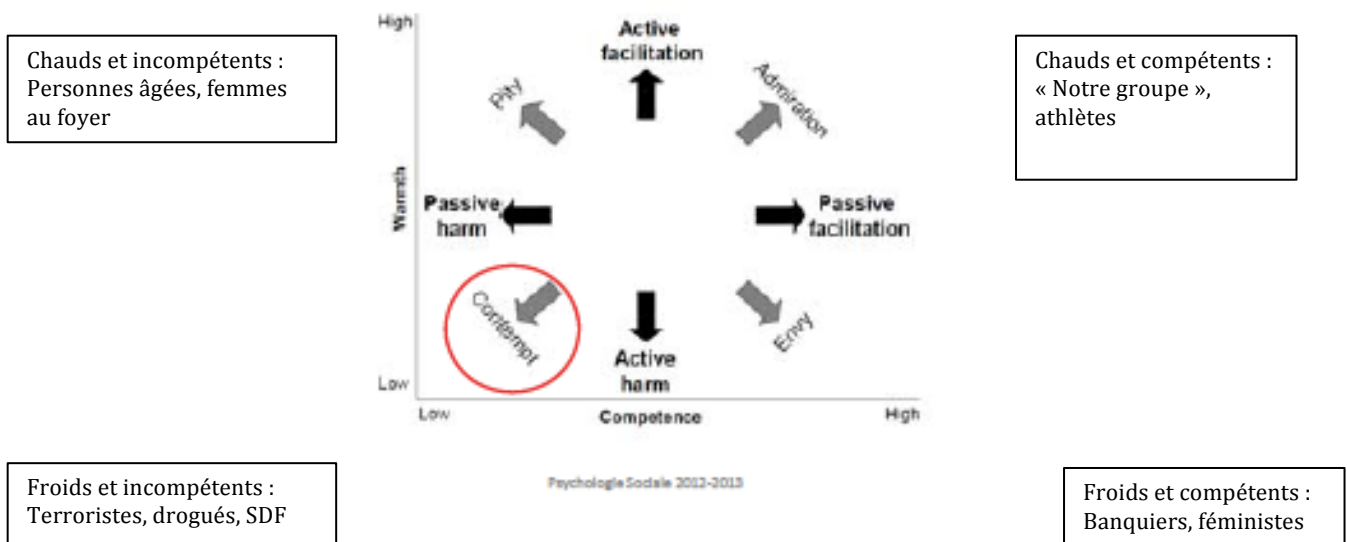 High
Active
facilitation
Chauds et incompétents :
Personnes âgées, femmes
au foyer
Chauds et compétents :
« Notre groupe »,
athlètes
Pity
Admiration
Warmth
Passive
harm
Passive
facilitation
Contempt
Envy
Active
harm
Low
Low
Competence
High
Psychologie Sociale 2012-2013
Froids et incompétents :
Terroristes, drogués, SDF
Froids et compétents :
Banquiers, féministes